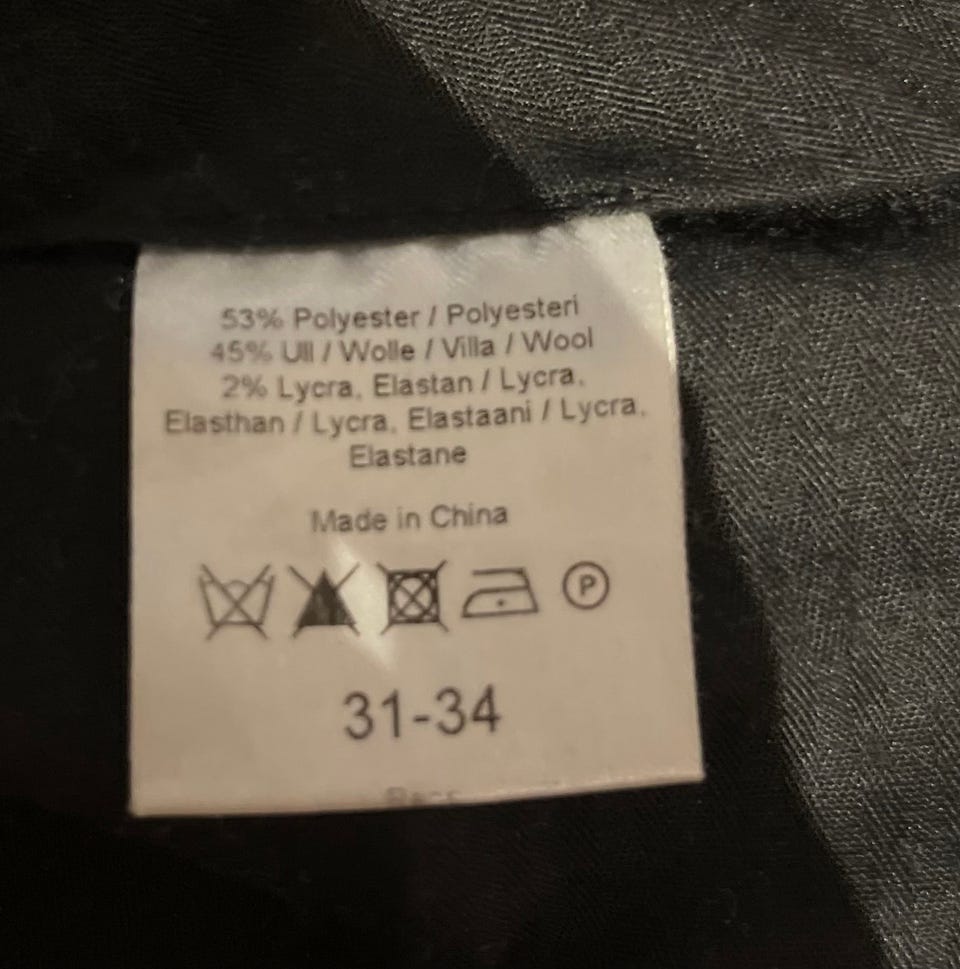 53% Polyester / Polyesteri
45% Ull / Wolle / Villa / Wool
2% Lycra, Elastan / Lycra,
Elasthan / Lycra, Elastaani / Lycra,
Elastane
Made in China
P
31-34